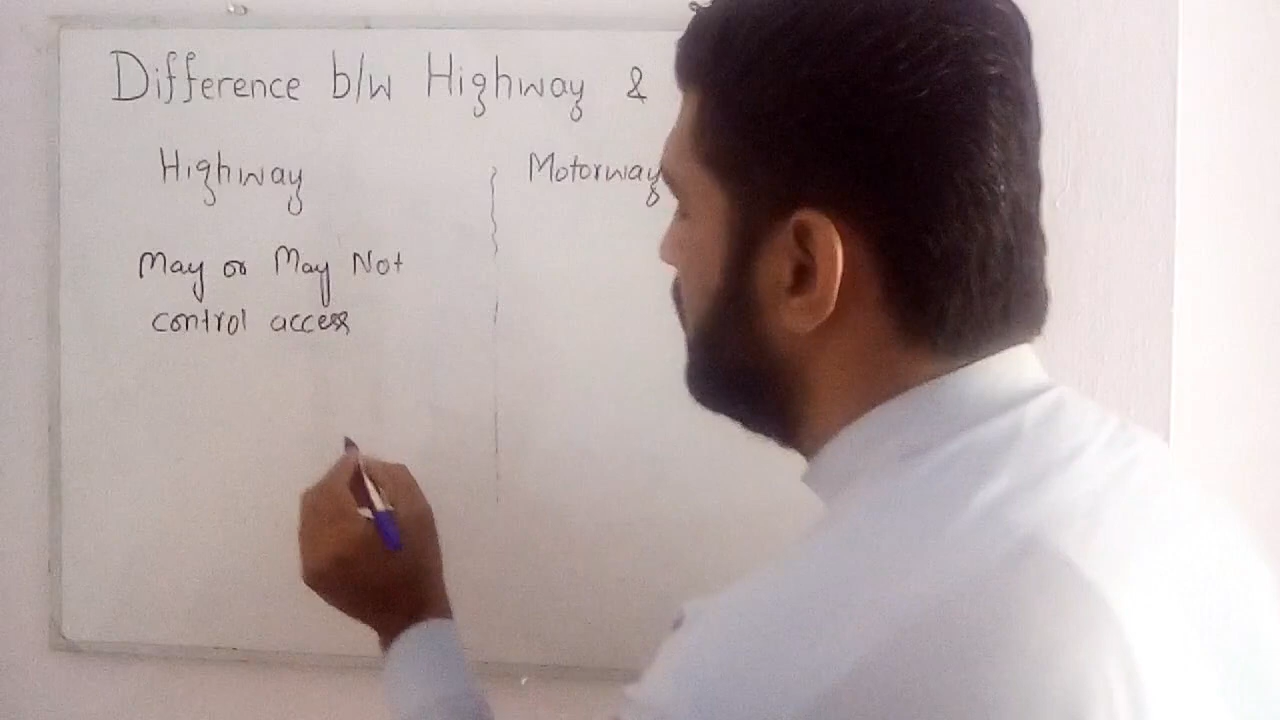 Difference b/w Highway &
Highway
Motorway
May or May Not
control access